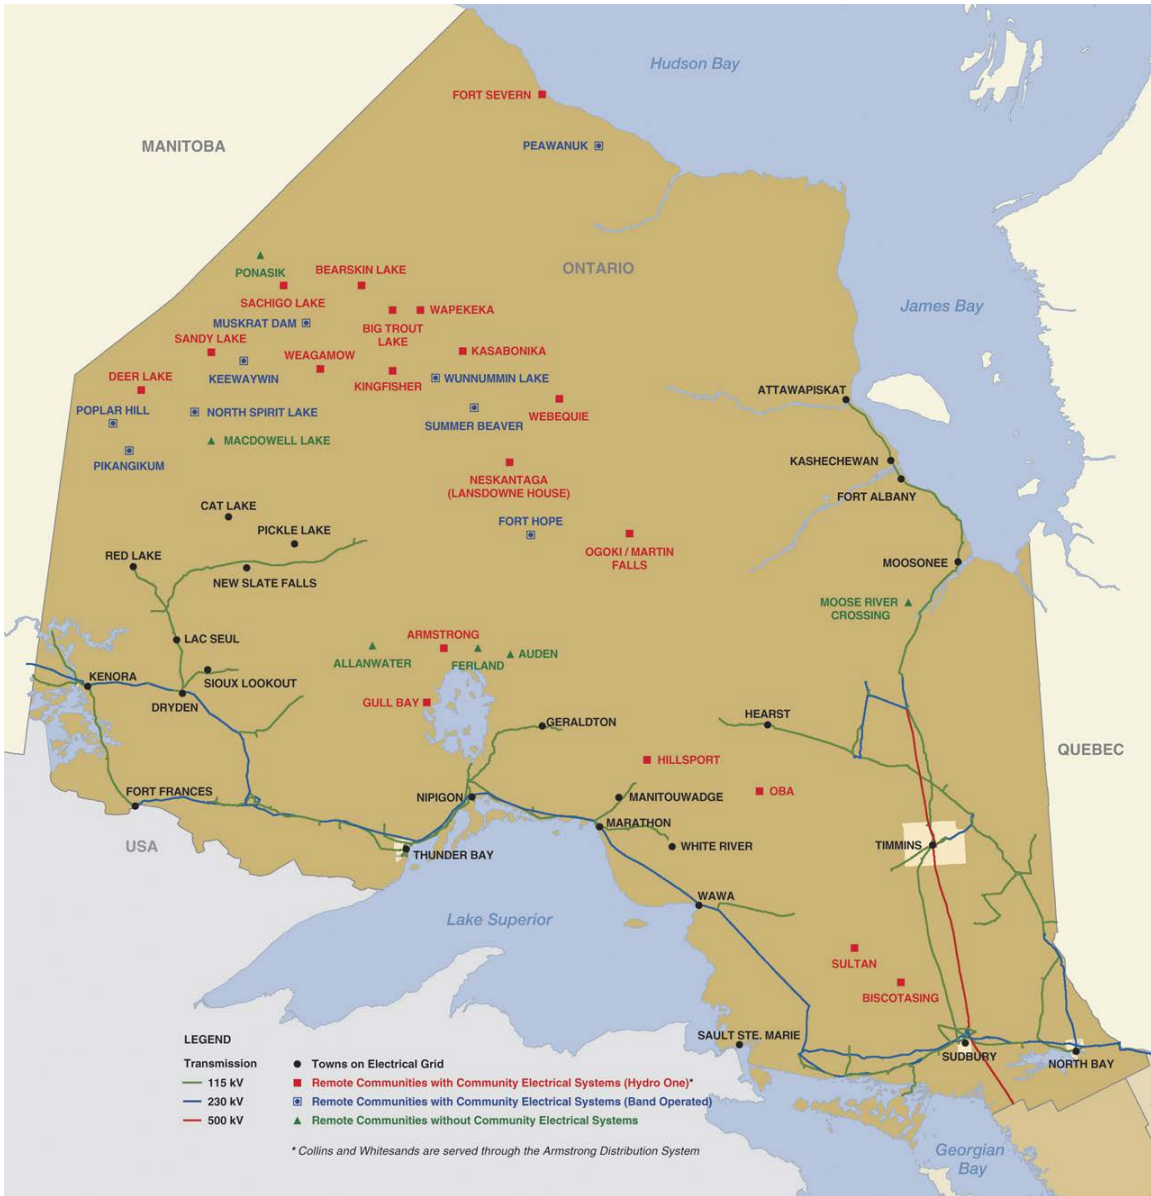 Hudson Bay
FORT SEVERN
MANITOBA
PEAWANUK
ONTARIO
PONASIK
BEARSKIN LAKE
SACHIGO LAKE
James Bay
WAPEKEKA
MUSKRAT DAM
BIG TROUT
LAKE
SANDY LAKE
WEAGAMOW
KASABONIKA
KEEWAYWIN
DEER LAKE
KINGFISHER
WUNNUMMIN LAKE
ATTAWAPISKAT
POPLAR HILL
NORTH SPIRIT LAKE
WEBEQUIE
SUMMER BEAVER
MACDOWELL LAKE
KASHECHEWAN
PIKANGIKUM
NESKANTAGA
(LANSDOWNE HOUSE)
FORT ALBANY
CAT LAKE
FORT HOPE
PICKLE LAKE
RED LAKE
OGOKI / MARTIN
FALLS
MOOSONEE
NEW SLATE FALLS
MOOSE RIVER
CROSSING
LAC SEUL
ARMSTRONG
AUDEN
ALLANWATER
FERLAND
KENORA
SIOUX LOOKOUT
DRYDEN
GULL BAY
HEARST
GERALDTON
QUEBEC
HILLSPORT
FORT FRANCES
OBA
NIPIGON
MANITOUWADGE
MARATHON
USA
TIMMINS
WHITE RIVER
THUNDER BAY
WAWA
Lake Superior
SULTAN
BISCOTASING
SAULT STE. MARIE
SUDBURY
NORTH BAY
LEGEND
Transmission
115 kV
230 kV
500 kV
Towns on Electrical Grid
Remote Communities with Community Electrical Systems (Hydro One)*
Remote Communities with Community Electrical Systems (Band Operated)
Remote Communities without Community Electrical Systems
* Collins and Whitesands are served through the Armstrong Distribution System
Georgian
Bay